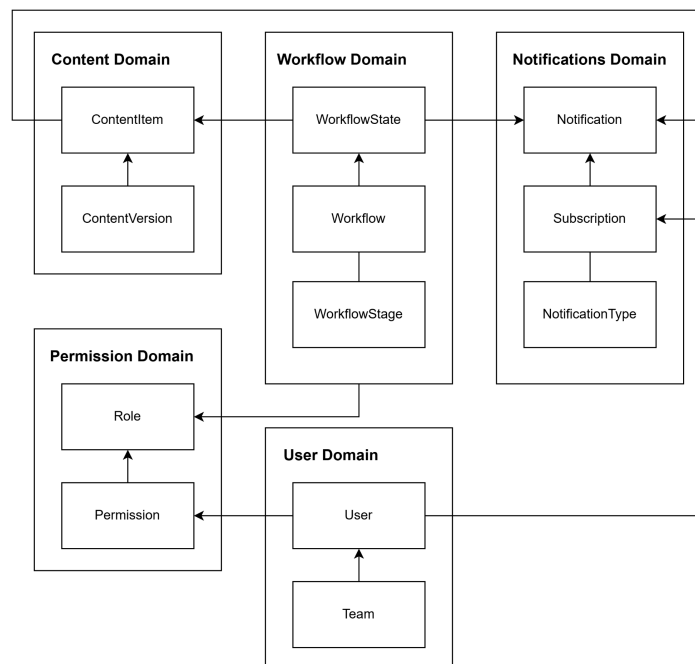 Content Domain
ContentItem
ContentVersion
Workflow Domain
WorkflowState
Workflow
WorkflowStage
Notifications Domain
Notification
Subscription
NotificationType
Permission Domain
Role
Permission
User Domain
User
Team